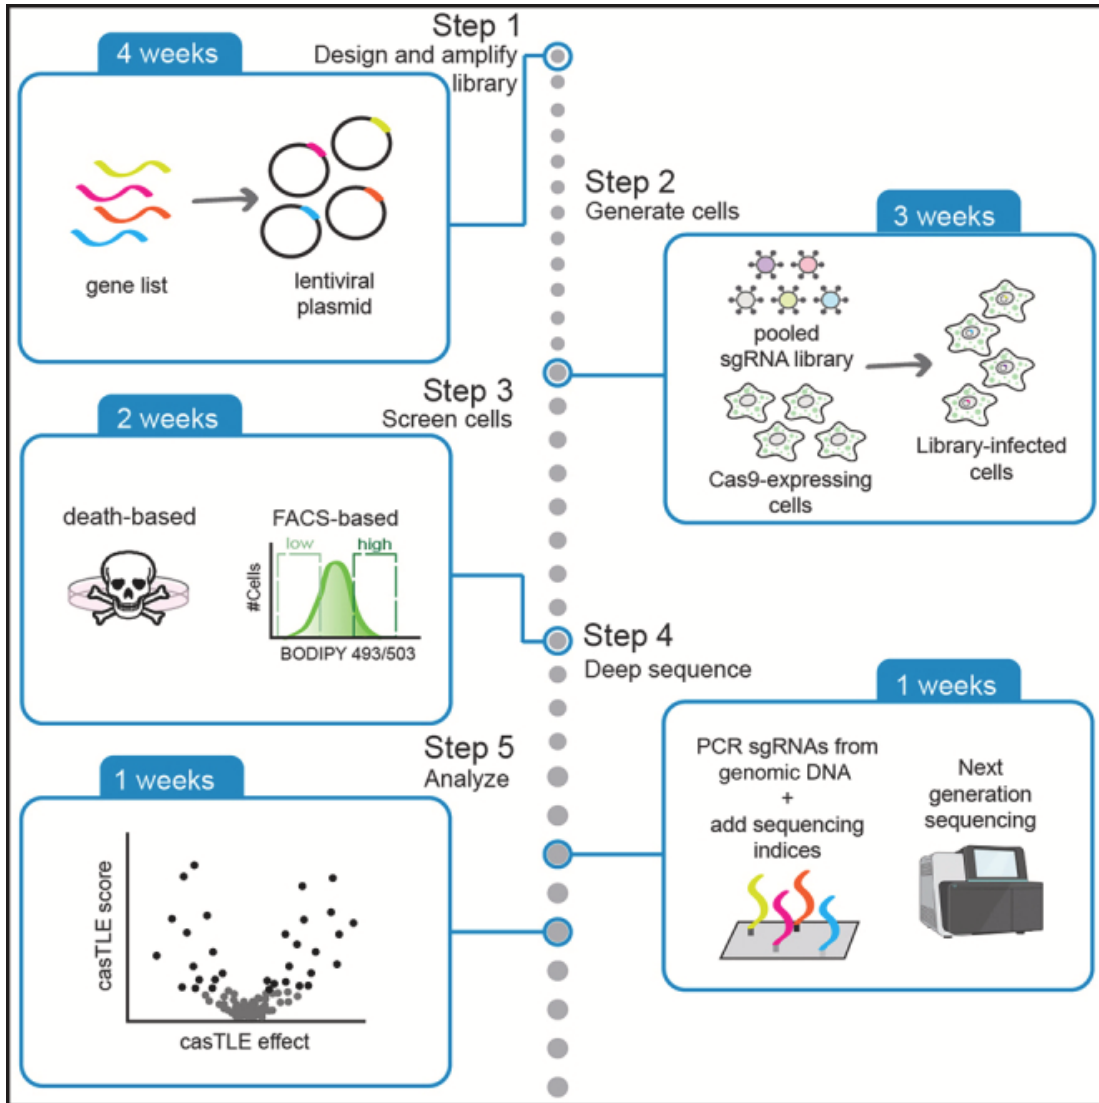 Step 1
Design and amplify
library
4 weeks
gene list
lentiviral
plasmid
Step 2
Generate cells
3 weeks
pooled
sgRNA library
Cas9-expressing
cells
Library-infected
cells
Step 3
Screen cells
2 weeks
death-based
FACS-based
low
high
#Cells
BODIPY 493/503
Step 4
Deep sequence
1 weeks
PCR sgRNAs from
genomic DNA
+
add sequencing
indices
Next
generation
sequencing
Step 5
Analyze
1 weeks
casTLE score
casTLE effect